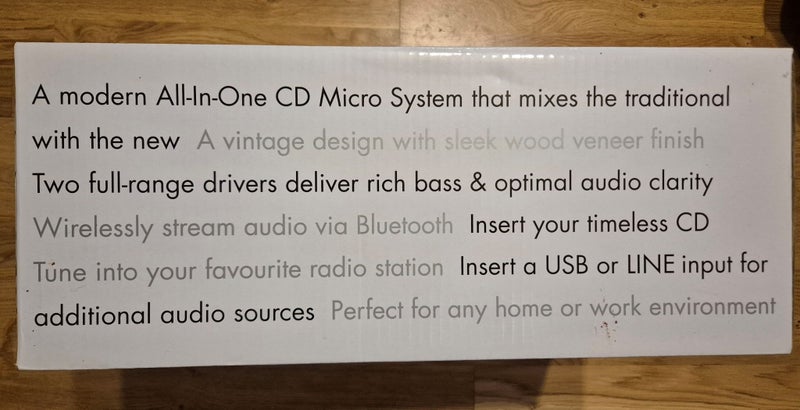 A modern All-In-One CD Micro System that mixes the traditional
with the new A vintage design with sleek wood veneer finish
Two full-range drivers deliver rich bass & optimal audio clarity
Wirelessly stream audio via Bluetooth Insert your timeless CD
Tune into your favourite radio station Insert a USB or LINE input for
additional audio sources Perfect for any home or work environment